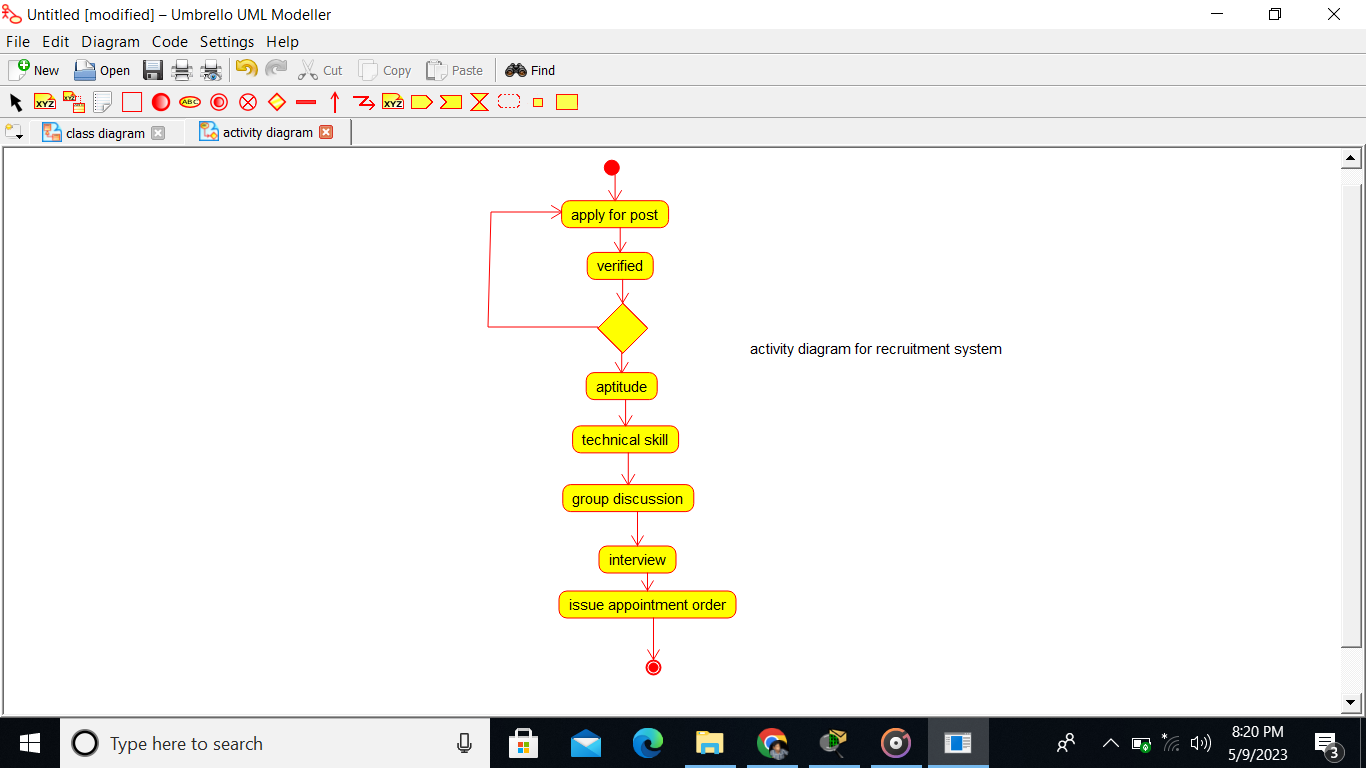 Untitled [modified] – Umbrello UML Modeller
File Edit Diagram Code Settings Help
New Open Cut Copy Paste Find
XYZ XYZ ABC XYZ
class diagram activity diagram
apply for post
verified
activity diagram for recruitment system
aptitude
technical skill
group discussion
interview
issue appointment order
Type here to search
8:20 PM
5/9/2023
3